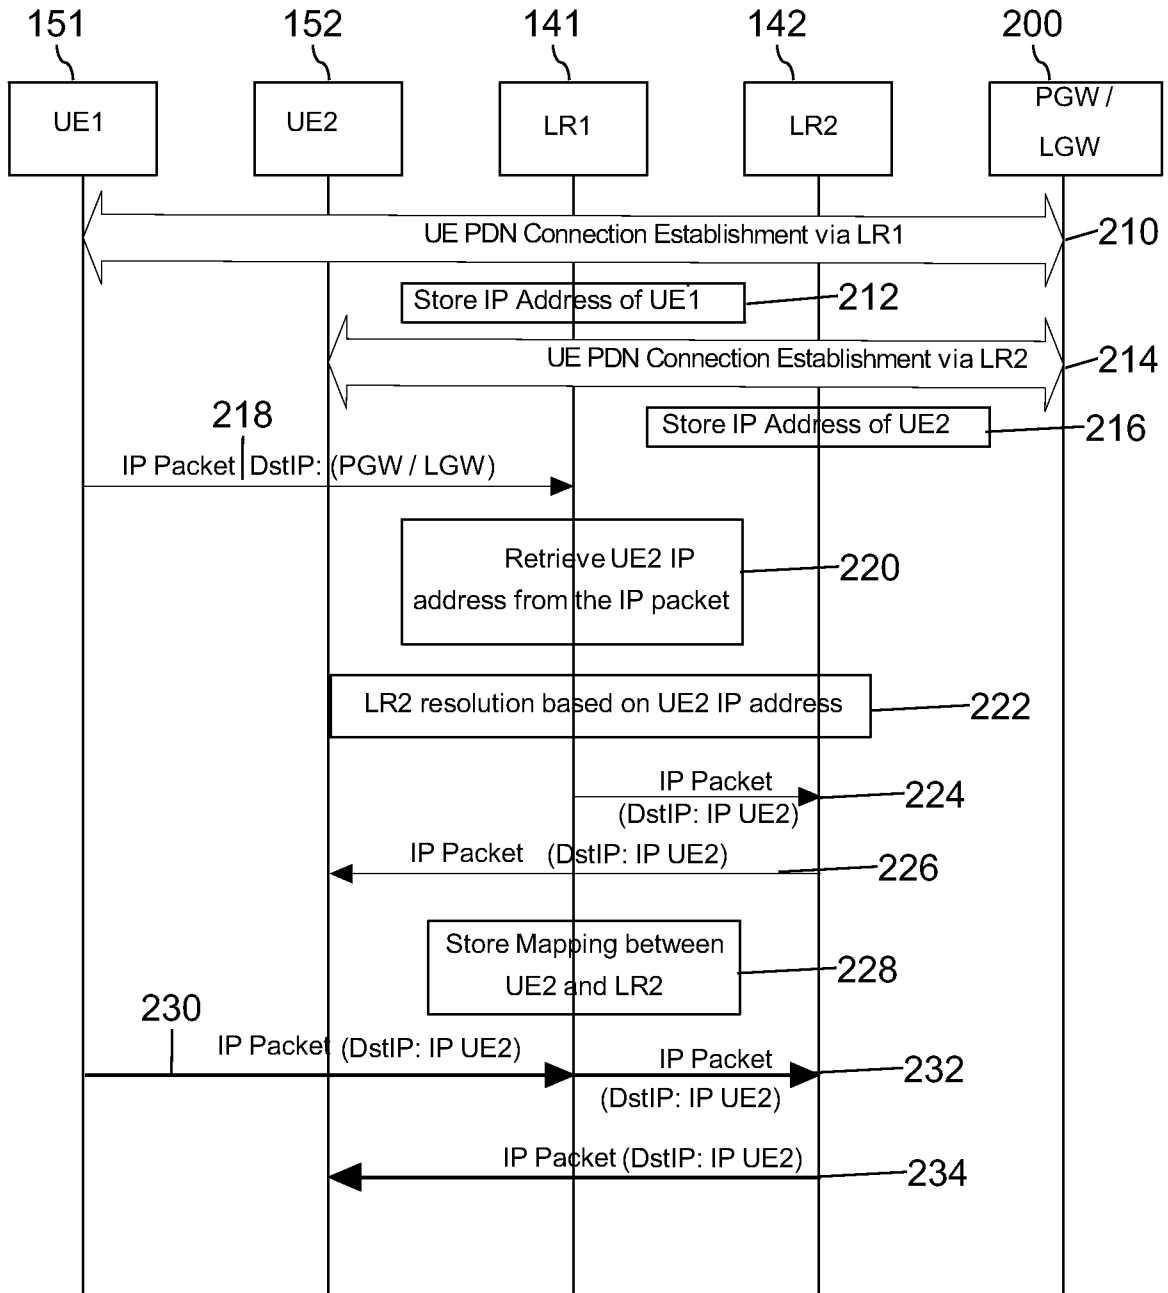 151
152
141
142
200
UE1
UE2
LR1
LR2
PGW /
LGW
UE PDN Connection Establishment via LR1
210
Store IP Address of UE1
212
UE PDN Connection Establishment via LR2
214
Store IP Address of UE2
216
218
IP Packet DstIP: (PGW / LGW)
Retrieve UE2 IP
address from the IP packet
220
LR2 resolution based on UE2 IP address
222
IP Packet
(DstIP: IP UE2)
224
IP Packet (DstIP: IP UE2)
226
Store Mapping between
UE2 and LR2
228
230
IP Packet (DstIP: IP UE2)
IP Packet
(DstIP: IP UE2)
232
IP Packet (DstIP: IP UE2)
234